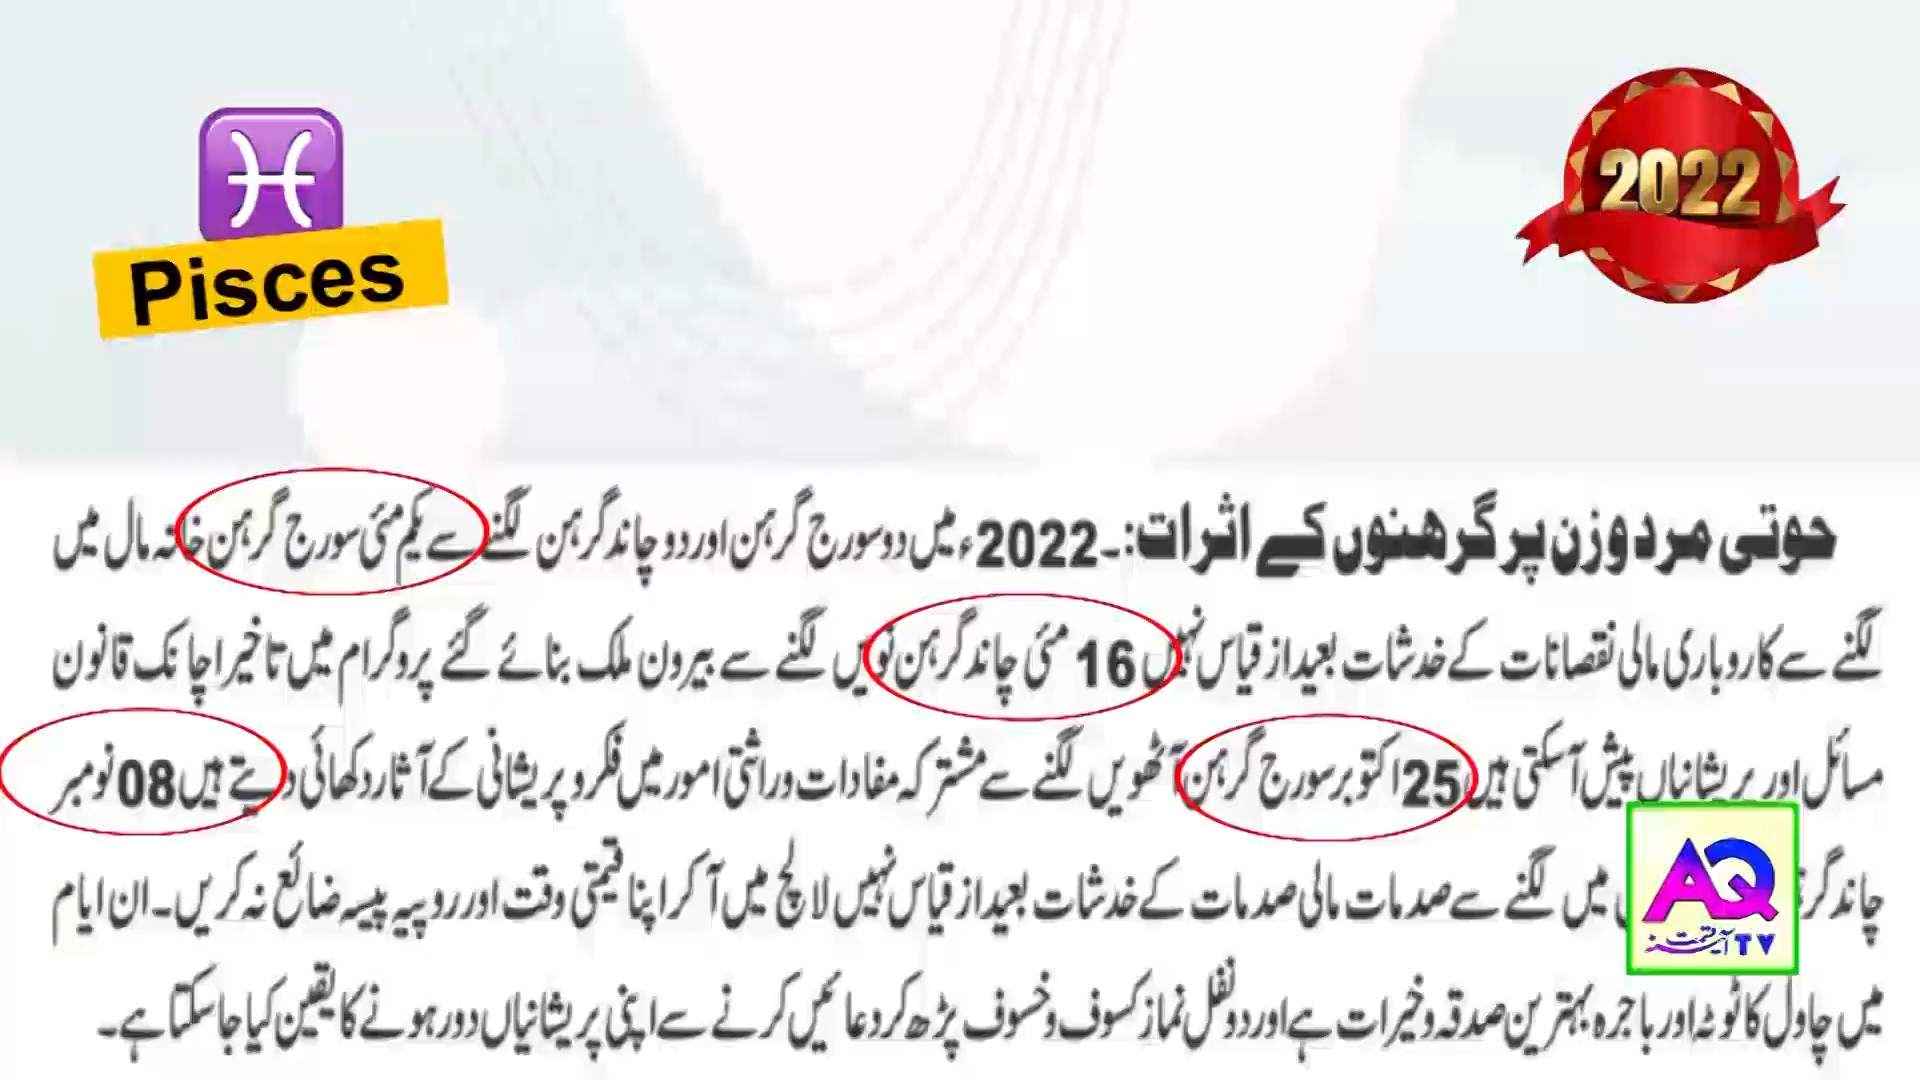 2022
Pisces
حوتی مرد وزن پر گرھنوں کے اثرات:۔2022ء میں دو سورج گرہن اور دو چاند گرہن لگنے سے یکم مئی سورج گرہن خانہ مال میں
لگنے سے کاروباری مالی نقصانات کے خدشات بعید از قیاس نہیں 16 مئی چاند گرہن نویں لگنے سے بیرون ملک بنائے گئے پروگرام میں تاخیر اچانک قانون
مسائل اور پریشانیاں پیش آسکتی ہیں 25 اکتوبر سورج گرہن آٹھویں لگنے سے مشترکہ مفادات وراثتی امور میں فکر و پریشانی کے آثار دکھائی دیتے ہیں 08 نومبر
چاند گر میں لگنے سے صدمات مالی صدمات کے خدشات بعید از قیاس نہیں لالچ میں آکر اپنا قیمتی وقت اور روپیہ پیسہ ضائع نہ کریں۔ ان ایام
میں چاول کا ٹوٹہ اور باجرہ بہترین صدقہ و خیرات ہے اور دو نفل نماز کسوف و خسوف پڑھ کر دعائیں کرنے سے اپنی پریشانیاں دور ہونے کا یقین کیا جاسکتا ہے۔
AQ
TV آئینہ قسمت